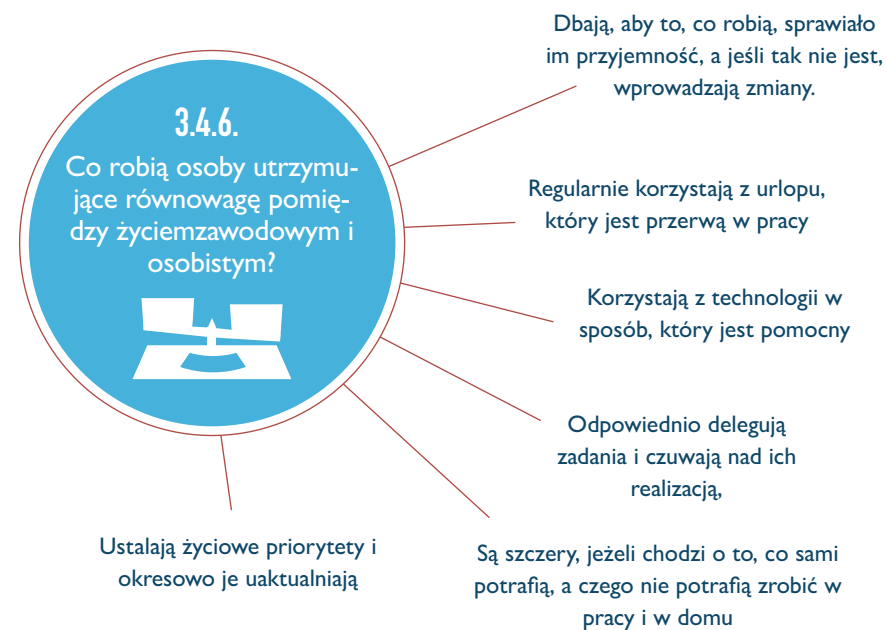 3.4.6.
Co robią osoby utrzymu-
jące równowagę pomię-
dzy życiemzawodowym i
osobistym?
Dbają, aby to, co robią, sprawiało
im przyjemność, a jeśli tak nie jest,
wprowadzają zmiany.
Regularnie korzystają z urlopu,
który jest przerwą w pracy
Korzystają z technologii w
sposób, który jest pomocny
Odpowiednio delegują
zadania i czuwają nad ich
realizacją,
Są szczery, jeżeli chodzi o to, co sami
potrafią, a czego nie potrafią zrobić w
pracy i w domu
Ustalają życiowe priorytety i
okresowo je uaktualniają